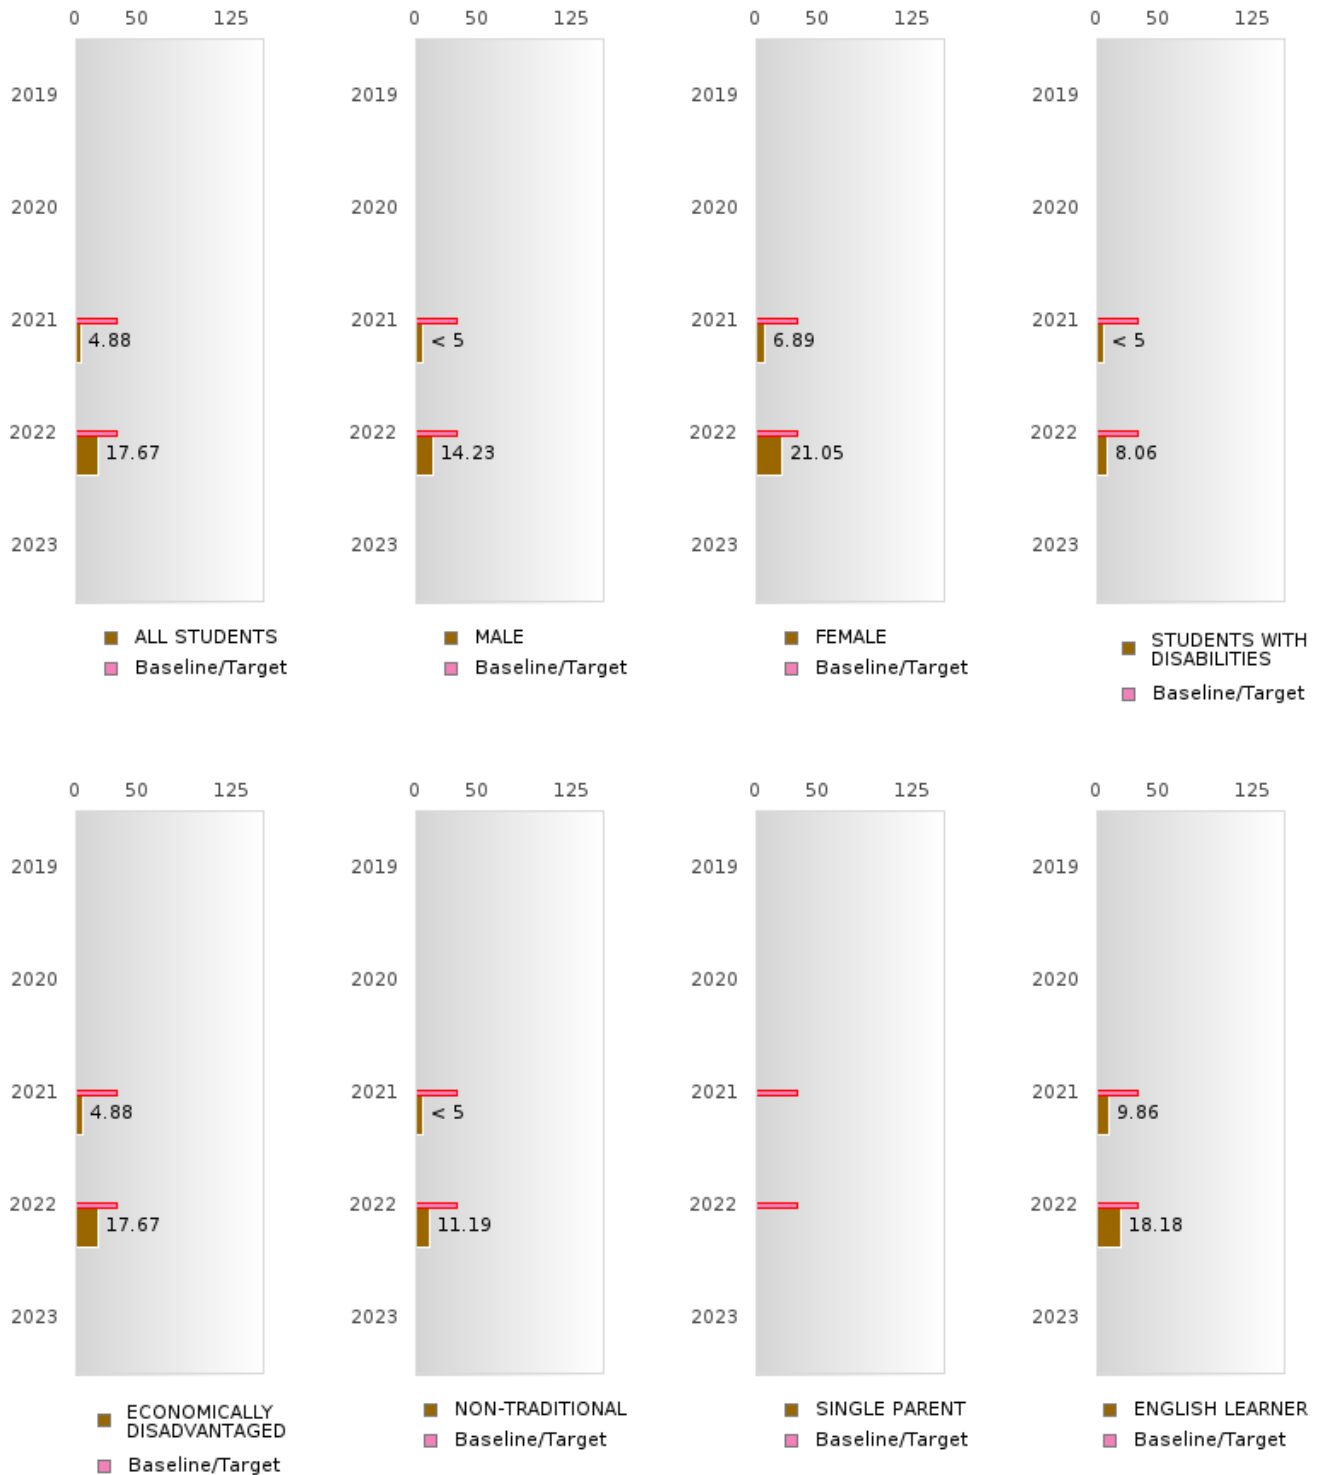 0 50 125 0 50 125 0 50 125 0 50 125
2019 2019 2019 2019
2020 2020 2020 2020
2021 2021 2021 2021
4.88 < 5 6.89 < 5
2022 2022 2022 2022
17.67 14.23 21.05 8.06
2023 2023 2023 2023
ALL STUDENTS
Baseline/Target
MALE
Baseline/Target
FEMALE
Baseline/Target
STUDENTS WITH
DISABILITIES
Baseline/Target
0 50 125 0 50 125 0 50 125 0 50 125
2019 2019 2019 2019
2020 2020 2020 2020
2021 2021 2021 2021
4.88 < 5 9.86
2022 2022 2022 2022
17.67 11.19 18.18
2023 2023 2023 2023
ECONOMICALLY
DISADVANTAGED
Baseline/Target
NON-TRADITIONAL
Baseline/Target
SINGLE PARENT
Baseline/Target
ENGLISH LEARNER
Baseline/Target